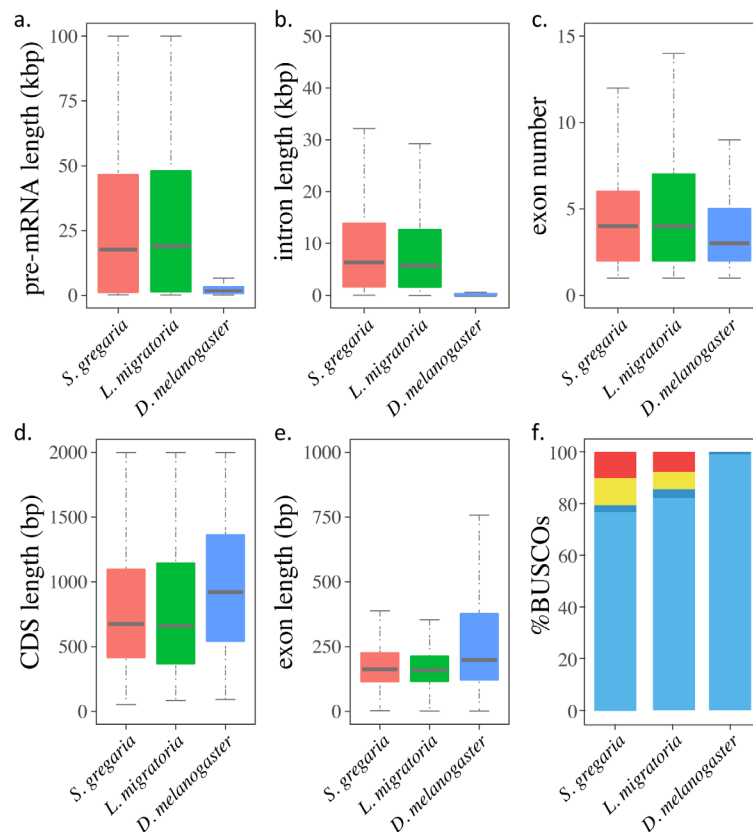 a.
pre-mRNA length (kbp)
100
75
50
25
0
S. gregaria
L. migratoria
D. melanogaster
b.
intron length (kbp)
50
40
30
20
10
0
S. gregaria
L. migratoria
D. melanogaster
c.
exon number
15
10
5
0
S. gregaria
L. migratoria
D. melanogaster
d.
CDS length (bp)
2000
1500
1000
500
0
S. gregaria
L. migratoria
D. melanogaster
e.
exon length (bp)
1000
750
500
250
0
S. gregaria
L. migratoria
D. melanogaster
f.
%BUSCOs
100
80
60
40
20
0
S. gregaria
L. migratoria
D. melanogaster